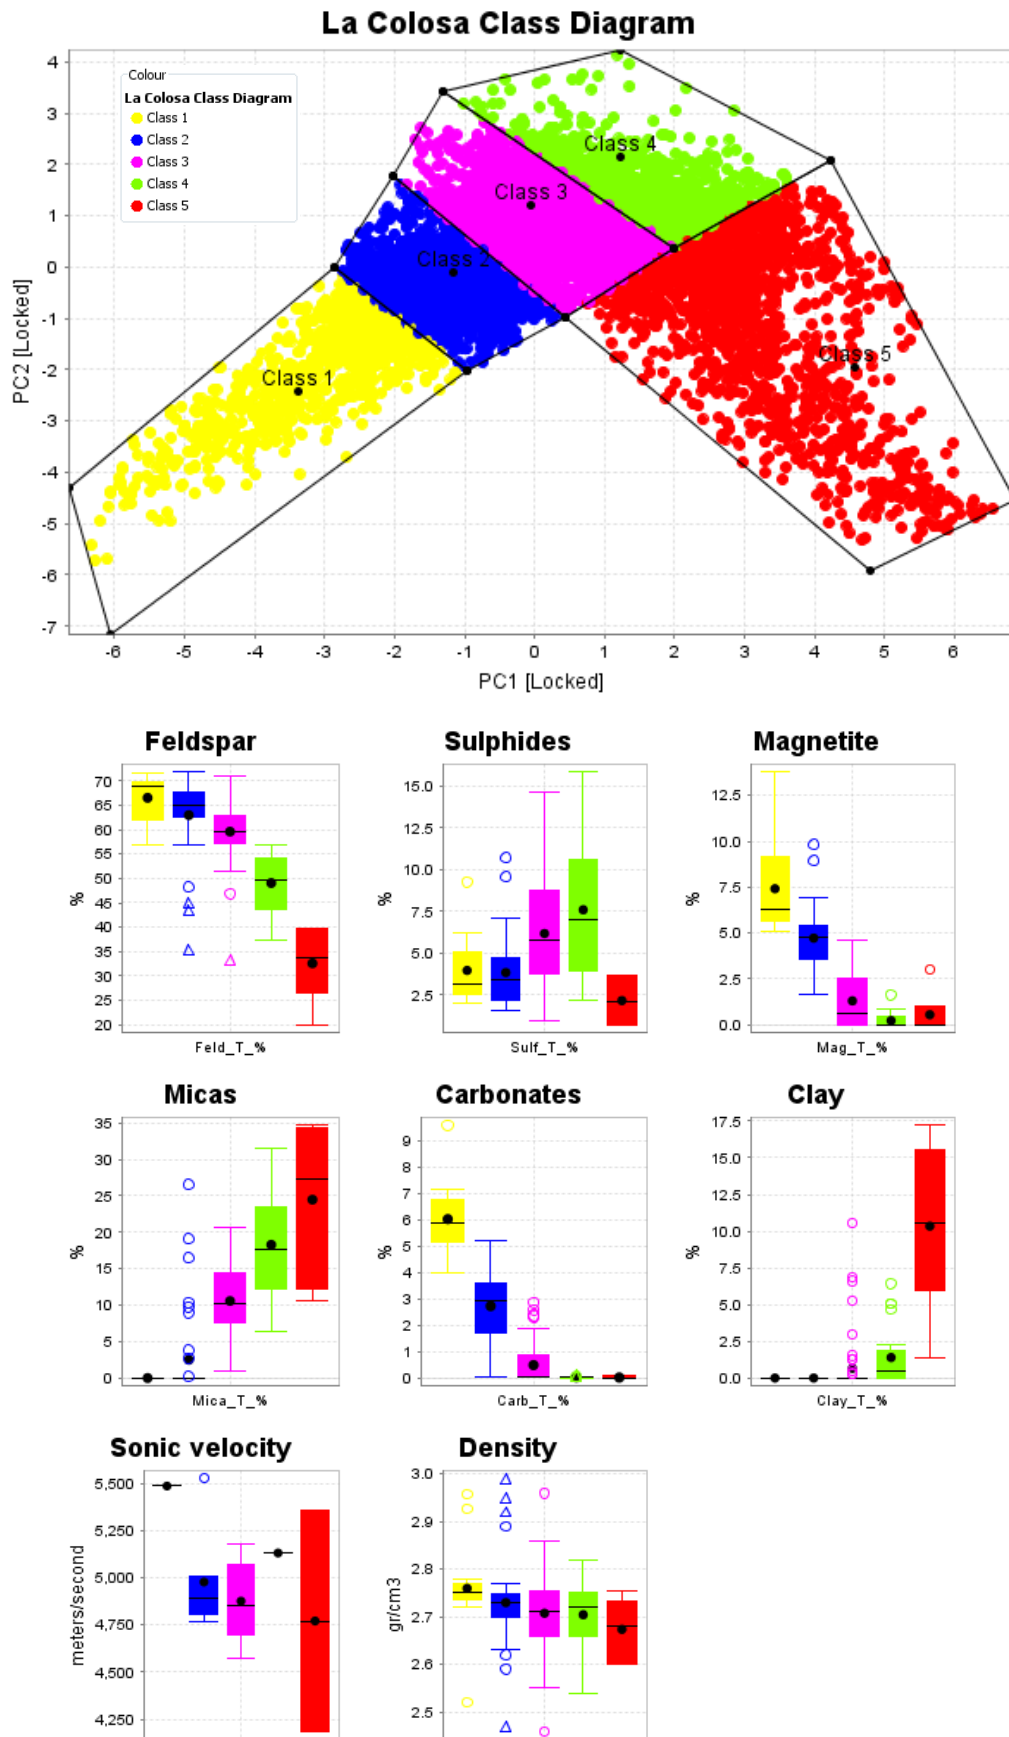 La Colosa Class Diagram
4
3
2
1
0
-1
-2
-3
-4
-5
-6
-7
PC2 [Locked]
Colour
La Colosa Class Diagram
Class 1
Class 2
Class 3
Class 4
Class 5
Class 4
Class 3
Class 2
Class 5
Class 1
-6 -5 -4 -3 -2 -1 0 1 2 3 4 5 6
PC1 [Locked]
Feldspar Sulphides Magnetite
70
65
60
55
50
45
40
35
30
25
20
%
Feld_T_%
15.0
12.5
10.0
7.5
5.0
2.5
%
Sulf_T_%
12.5
10.0
7.5
5.0
2.5
0.0
%
Mag_T_%
Micas Carbonates Clay
35
30
25
20
15
10
5
0
%
Mica_T_%
9
8
7
6
5
4
3
2
1
0
%
Carb_T_%
17.5
15.0
12.5
10.0
7.5
5.0
2.5
0.0
%
Clay_T_%
Sonic velocity Density
5,500
5,250
5,000
4,750
4,500
4,250
meters/second
3.0
2.9
2.8
2.7
2.6
2.5
gr/cm3